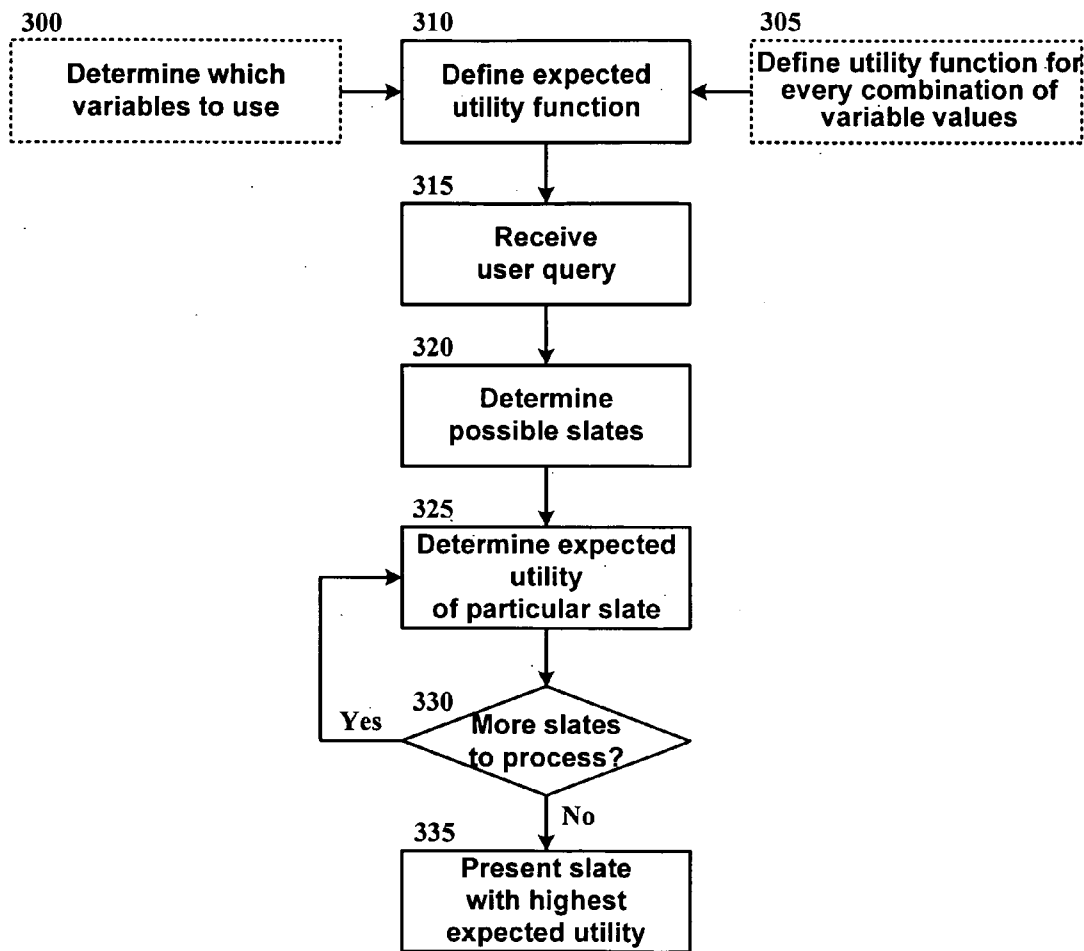 300
Determine which
variables to use
310
Define expected
utility function
305
Define utility function for
every combination of
variable values
315
Receive
user query
320
Determine
possible slates
325
Determine expected
utility
of particular slate
330
More slates
to process?
Yes
No
335
Present slate
with highest
expected utility